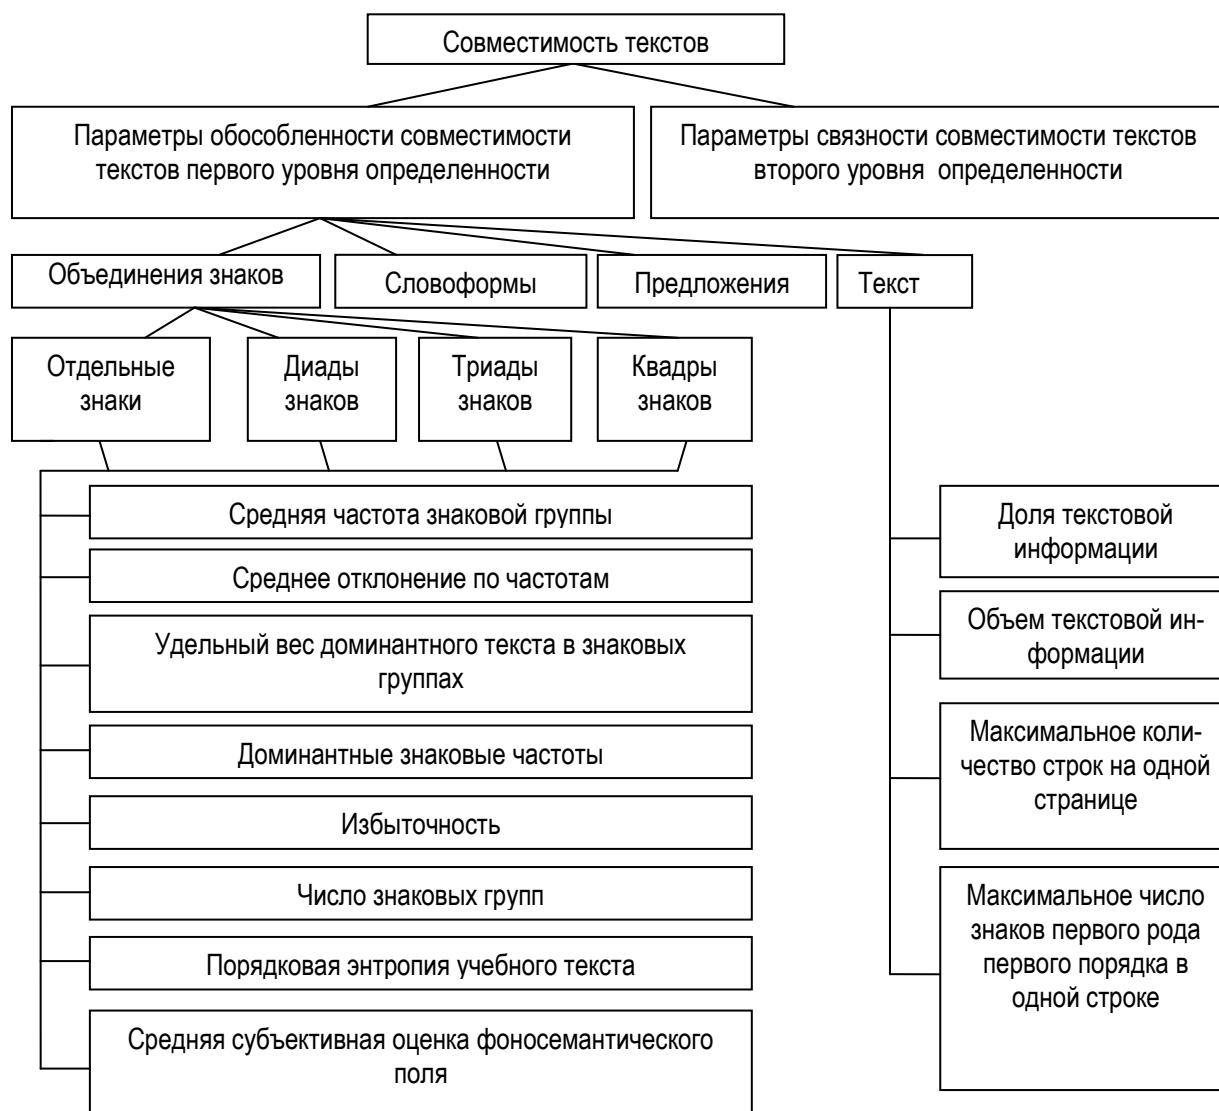 Совместимость текстов
Параметры обособленности совместимости
текстов первого уровня определенности
Параметры связности совместимости текстов
второго уровня определенности
Объединения знаков
Словоформы
Предложения
Текст
Отдельные
знаки
Диады
знаков
Триады
знаков
Квадры
знаков
Средняя частота знаковой группы
Среднее отклонение по частотам
Удельный вес доминантного текста в знаковых
группах
Доминантные знаковые частоты
Избыточность
Число знаковых групп
Порядковая энтропия учебного текста
Средняя субъективная оценка фоносемантического
поля
Доля текстовой
информации
Объем текстовой ин-
формации
Максимальное коли-
чество строк на одной
странице
Максимальное число
знаков первого рода
первого порядка в
одной строке